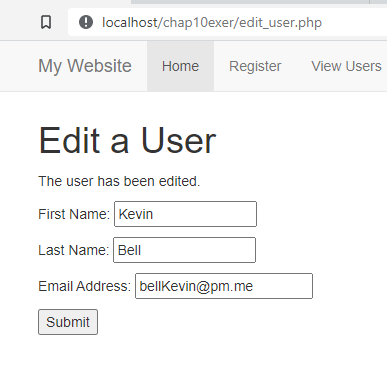 localhost/chap10exer/edit_user.php
My Website Home Register View Users
Edit a User
The user has been edited.
First Name: Kevin
Last Name: Bell
Email Address: bellKevin@pm.me
Submit